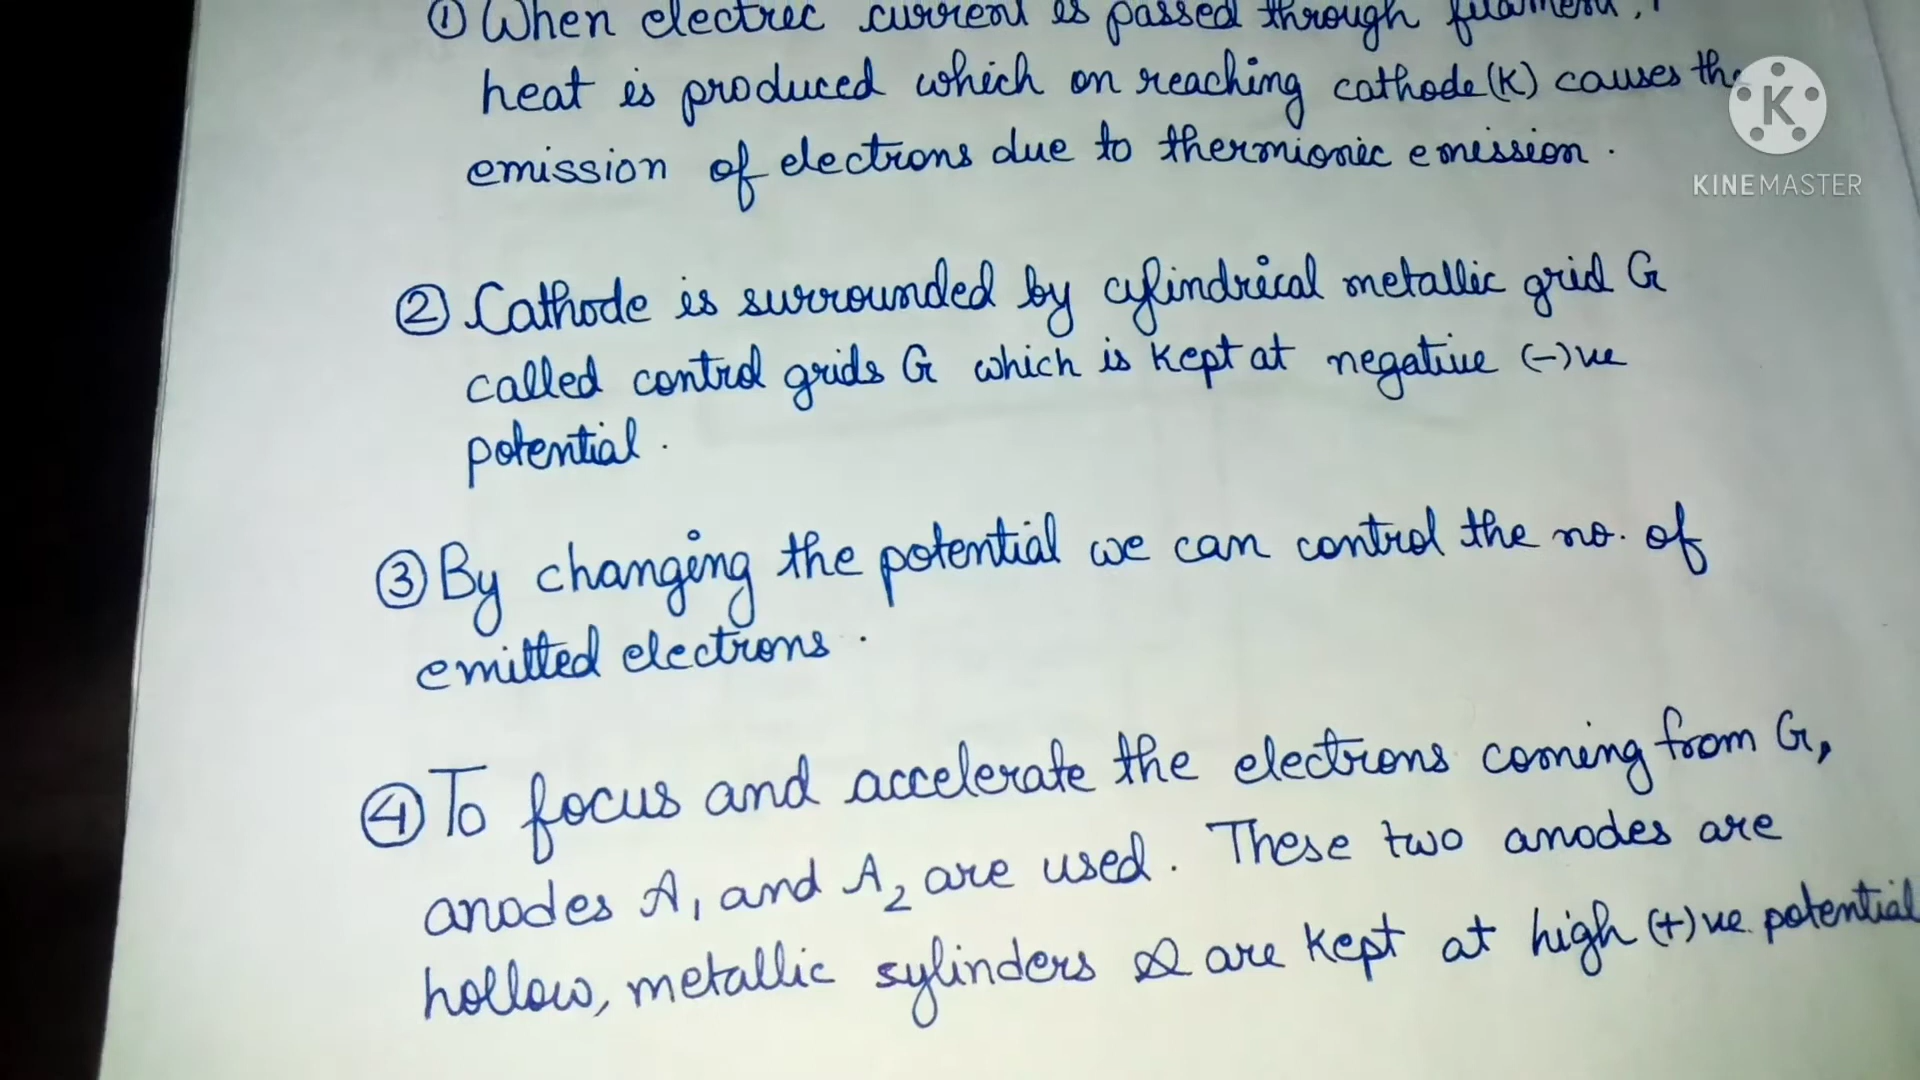 ① When electric current is passed through filament,
heat is produced which on reaching cathode (K) causes the
emission of electrons due to thermionic emission.
② Cathode is surrounded by cylindrical metallic grid G
called control grids G which is kept at negative (-)ve
potential.
③ By changing the potential we can control the no. of
emitted electrons.
④ To focus and accelerate the electrons coming from G,
anodes A₁ and A₂ are used. These two anodes are
hollow, metallic sylinders & are kept at high (+)ve potential
K
KINEMASTER